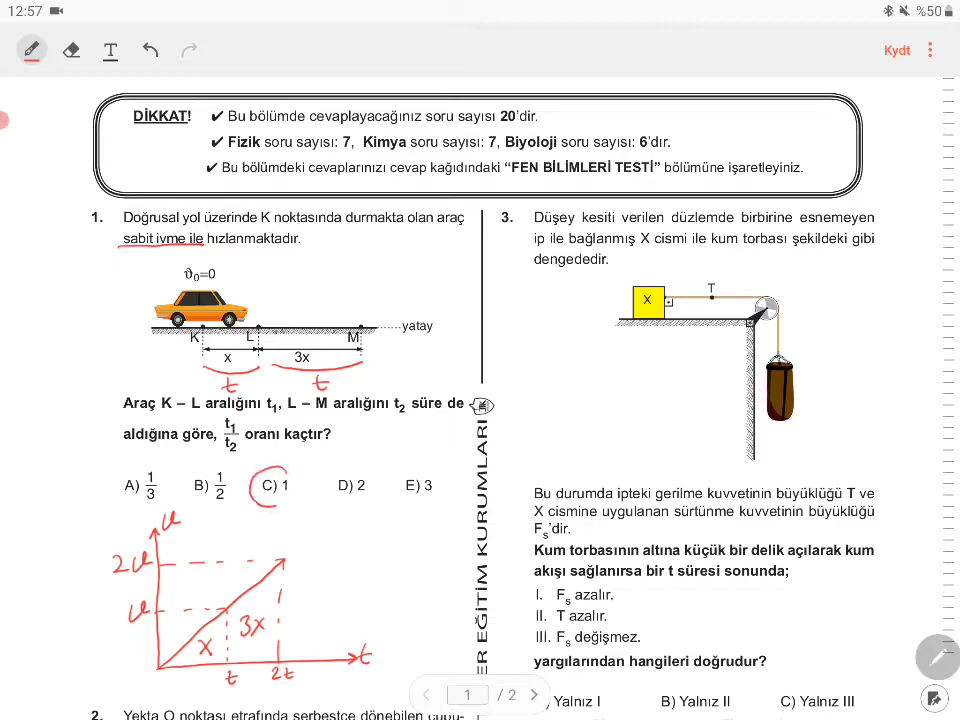 12:57
%50
T
Kydt
DİKKAT!
✔ Bu bölümde cevaplayacağınız soru sayısı 20'dir.
✔ Fizik soru sayısı: 7, Kimya soru sayısı: 7, Biyoloji soru sayısı: 6'dır.
✔ Bu bölümdeki cevaplarınızı cevap kağıdındaki “FEN BİLİMLERİ TESTİ” bölümüne işaretleyiniz.
1. Doğrusal yol üzerinde K noktasında durmakta olan araç
sabit ivme ile hızlanmaktadır.
ϑ₀=0
yatay
K L M
x 3x
t t
Araç K – L aralığını t₁, L – M aralığını t₂ süre de
aldığına göre, t₁/t₂ oranı kaçtır?
A) 1/3 B) 1/2 C) 1 D) 2 E) 3
ϑ
2ϑ
ϑ
x 3x
t
t 2t
2. Yekta O noktası etrafında serbestçe dönebilen
ER EĞİTİM KURUMLARI
3. Düşey kesiti verilen düzlemde birbirine esnemeyen
ip ile bağlanmış X cismi ile kum torbası şekildeki gibi
dengededir.
T
X
Bu durumda ipteki gerilme kuvvetinin büyüklüğü T ve
X cismine uygulanan sürtünme kuvvetinin büyüklüğü
Fₛ'dir.
Kum torbasının altına küçük bir delik açılarak kum
akışı sağlanırsa bir t süresi sonunda;
I. Fₛ azalır.
II. T azalır.
III. Fₛ değişmez.
yargılarından hangileri doğrudur?
) Yalnız I B) Yalnız II C) Yalnız III
1 / 2